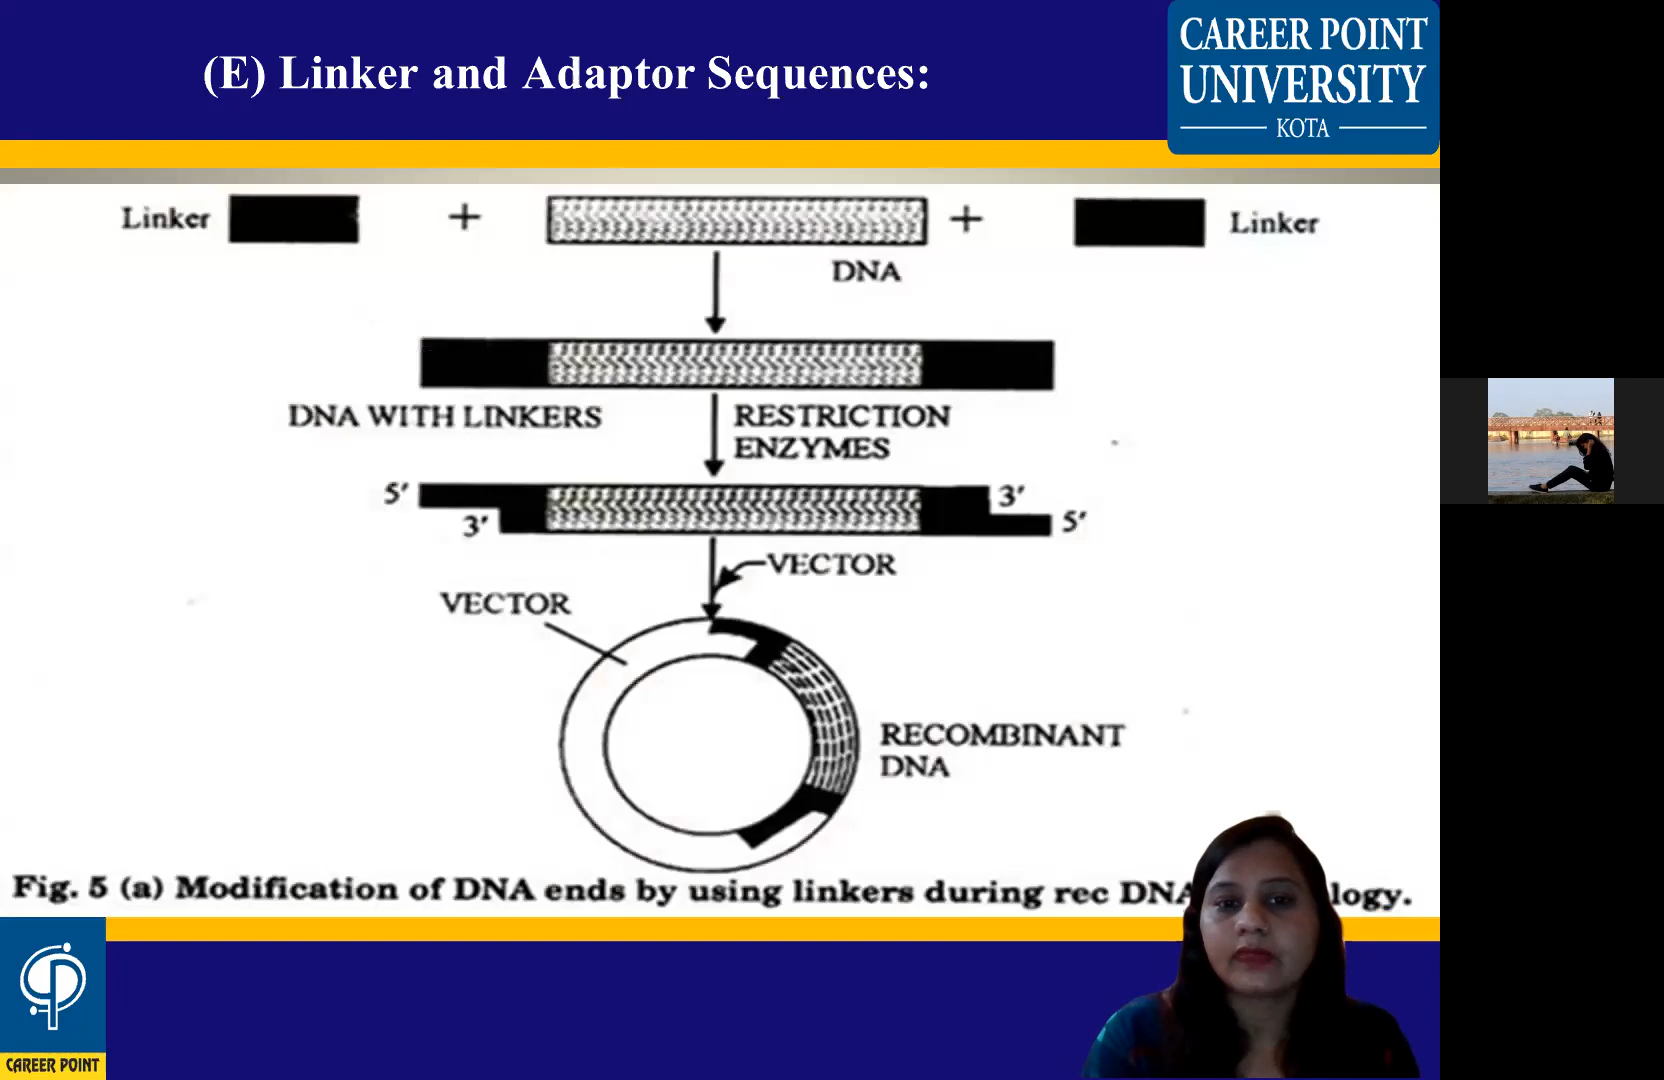 (E) Linker and Adaptor Sequences:
CAREER POINT
UNIVERSITY
KOTA
Linker
+
+
Linker
DNA
DNA WITH LINKERS
RESTRICTION
ENZYMES
5′
3′
3′
5′
VECTOR
VECTOR
RECOMBINANT
DNA
Fig. 5 (a) Modification of DNA ends by using linkers during rec DNA logy.
CAREER POINT